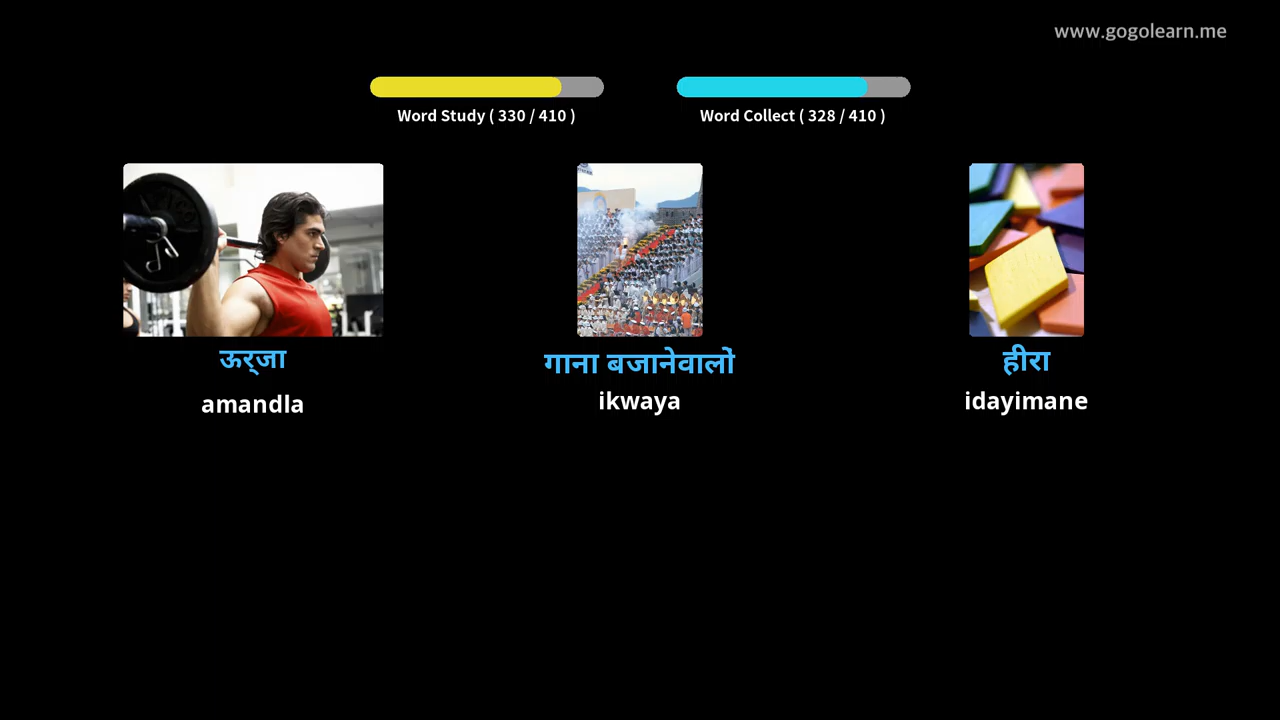 www.gogolearn.me
Word Study ( 330 / 410 )
Word Collect ( 328 / 410 )
ऊर्जा
गाना बजानेवालों
हीरा
amandla
ikwaya
idayimane